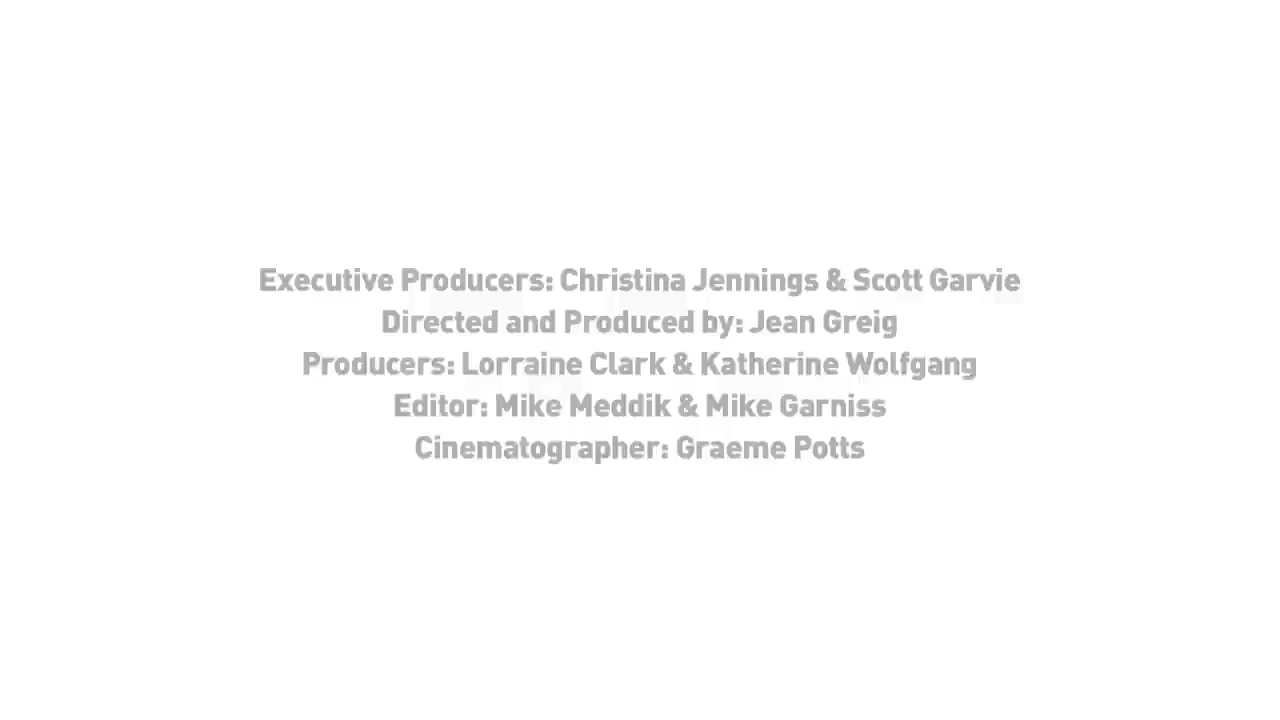 Executive Producers: Christina Jennings & Scott Garvie
Directed and Produced by: Jean Greig
Producers: Lorraine Clark & Katherine Wolfgang
Editor: Mike Meddik & Mike Garniss
Cinematographer: Graeme Potts